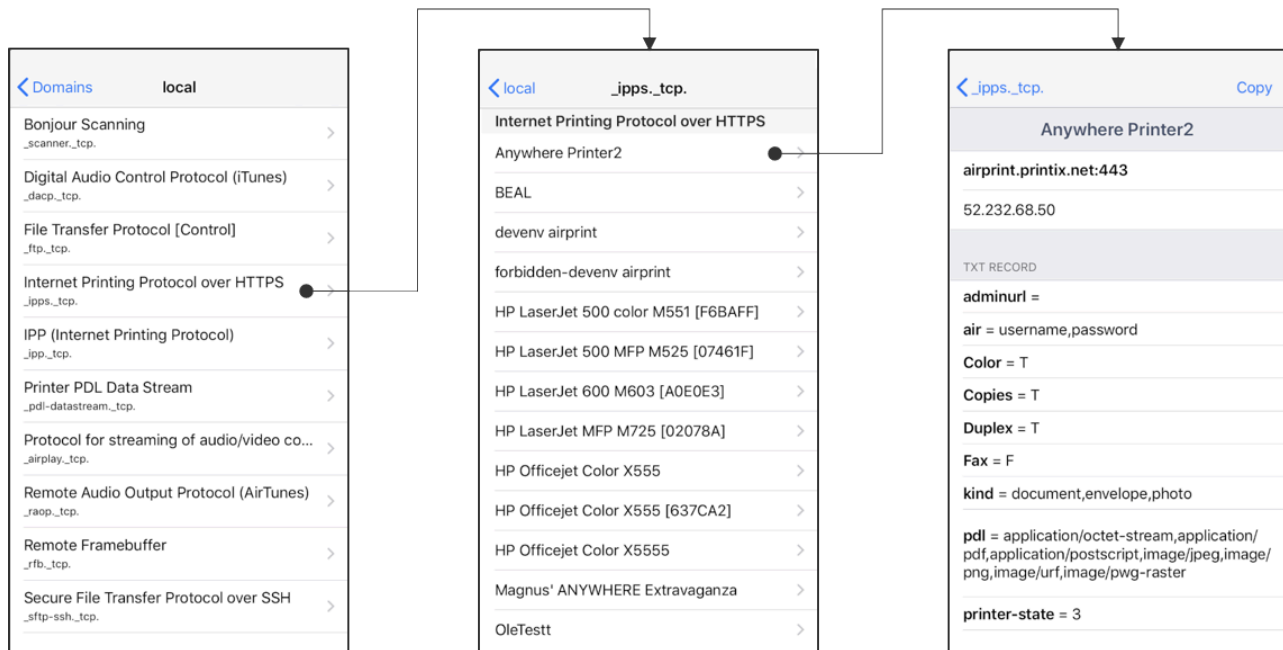 Domains
local
Bonjour Scanning
_scanner._tcp.
Digital Audio Control Protocol (iTunes)
_dacp._tcp.
File Transfer Protocol [Control]
_ftp._tcp.
Internet Printing Protocol over HTTPS
_ipps._tcp.
IPP (Internet Printing Protocol)
_ipp._tcp.
Printer PDL Data Stream
_pdl-datastream._tcp.
Protocol for streaming of audio/video co...
_airplay._tcp.
Remote Audio Output Protocol (AirTunes)
_raop._tcp.
Remote Framebuffer
_rfb._tcp.
Secure File Transfer Protocol over SSH
_sftp-ssh._tcp.
local
_ipps._tcp.
Internet Printing Protocol over HTTPS
Anywhere Printer2
BEAL
devenv airprint
forbidden-devenv airprint
HP LaserJet 500 color M551 [F6BAFF]
HP LaserJet 500 MFP M525 [07461F]
HP LaserJet 600 M603 [A0E0E3]
HP LaserJet MFP M725 [02078A]
HP Officejet Color X555
HP Officejet Color X555 [637CA2]
HP Officejet Color X5555
Magnus' ANYWHERE Extravaganza
OleTestt
_ipps._tcp.
Copy
Anywhere Printer2
airprint.printix.net:443
52.232.68.50
TXT RECORD
adminurl =
air = username,password
Color = T
Copies = T
Duplex = T
Fax = F
kind = document,envelope,photo
pdl = application/octet-stream,application/
pdf,application/postscript,image/jpeg,image/
png,image/urf,image/pwg-raster
printer-state = 3